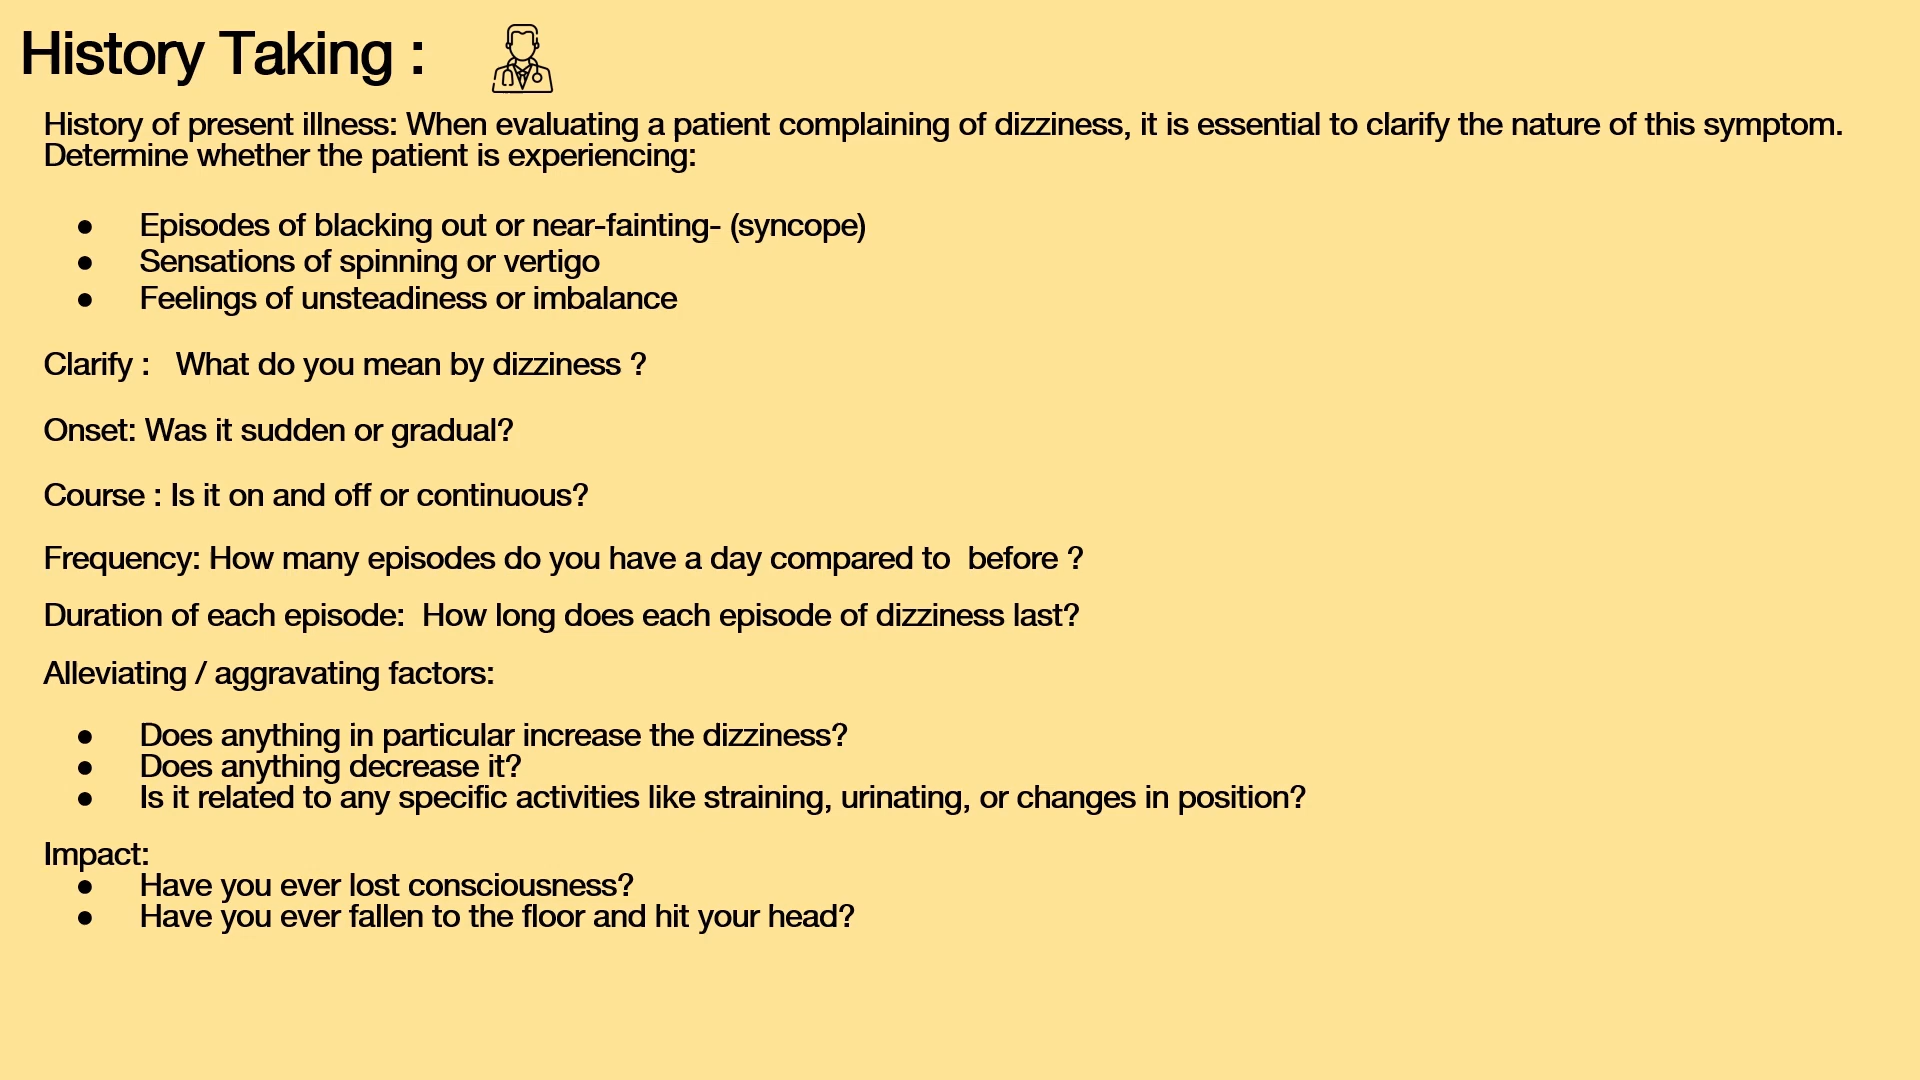 History Taking :
History of present illness: When evaluating a patient complaining of dizziness, it is essential to clarify the nature of this symptom.
Determine whether the patient is experiencing:
● Episodes of blacking out or near-fainting- (syncope)
● Sensations of spinning or vertigo
● Feelings of unsteadiness or imbalance
Clarify :   What do you mean by dizziness ?
Onset: Was it sudden or gradual?
Course : Is it on and off or continuous?
Frequency: How many episodes do you have a day compared to  before ?
Duration of each episode:  How long does each episode of dizziness last?
Alleviating / aggravating factors:
● Does anything in particular increase the dizziness?
● Does anything decrease it?
● Is it related to any specific activities like straining, urinating, or changes in position?
Impact:
● Have you ever lost consciousness?
● Have you ever fallen to the floor and hit your head?